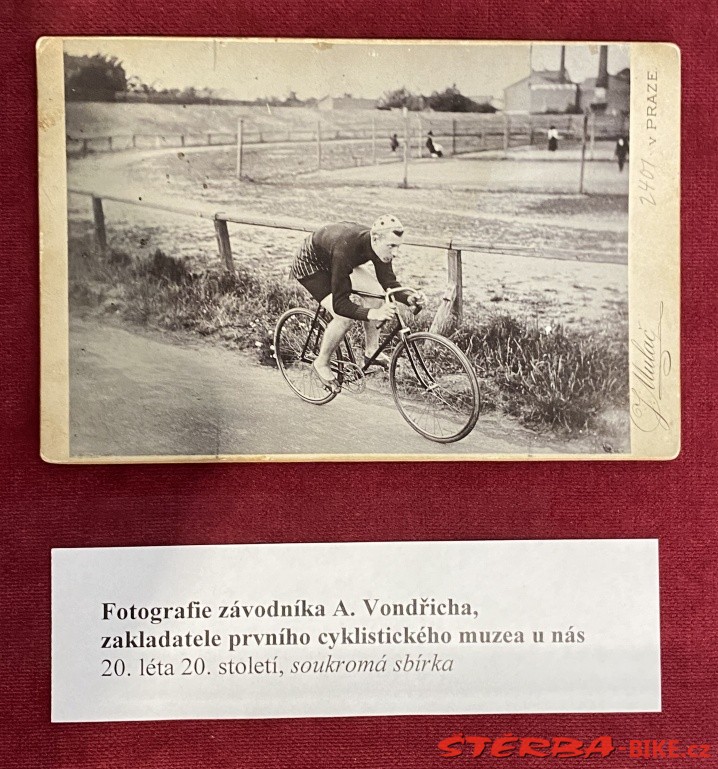 2401 v PRAZE
J. Mulač
Fotografie závodníka A. Vondřicha,
zakladatele prvního cyklistického muzea u nás
20. léta 20. století, soukromá sbírka
STERBA-BIKE.cz